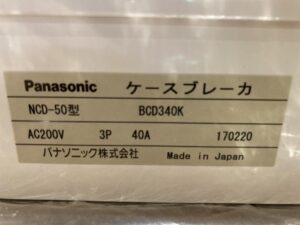 Panasonic ケースブレーカ
NCD-50型 BCD340K
AC200V 3P 40A 170220
パナソニック株式会社 Made in Japan